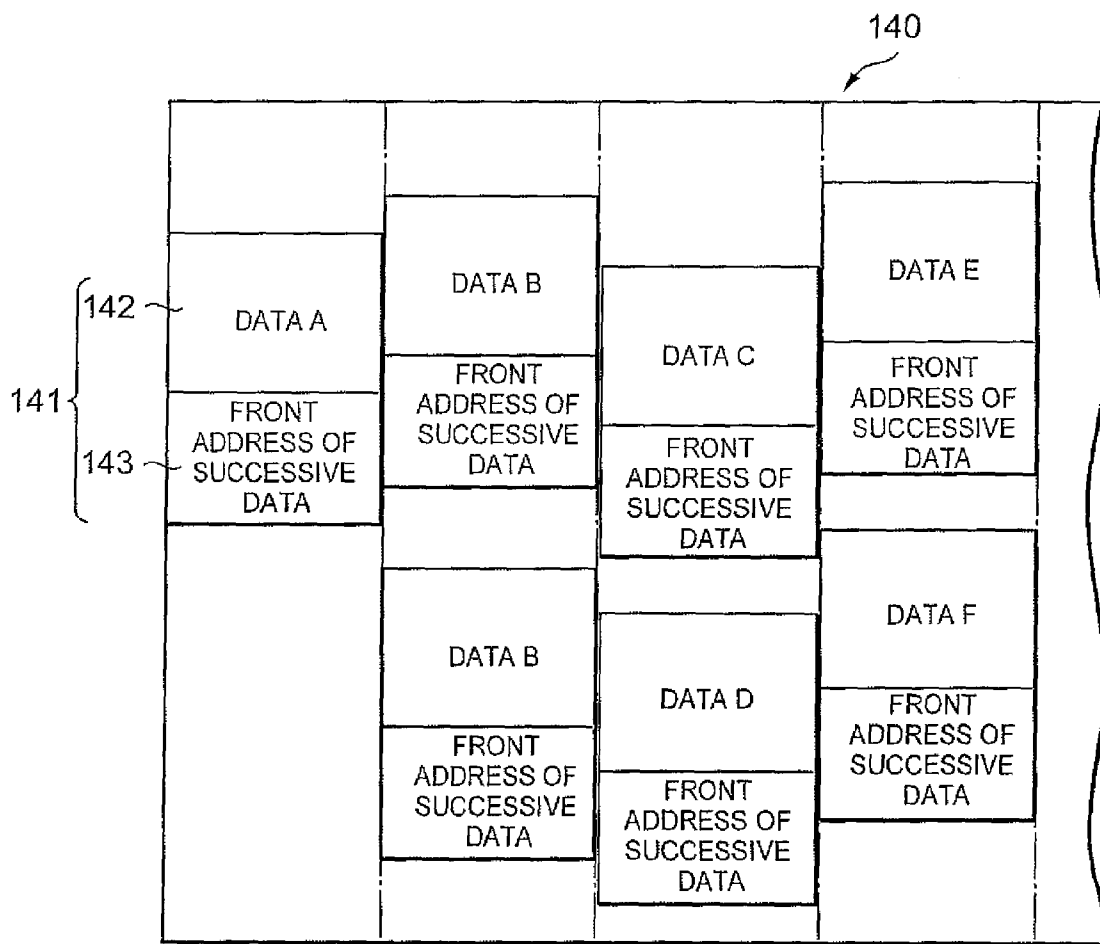 140
141
142
143
DATA A
FRONT
ADDRESS OF
SUCCESSIVE
DATA
DATA B
FRONT
ADDRESS OF
SUCCESSIVE
DATA
DATA B
FRONT
ADDRESS OF
SUCCESSIVE
DATA
DATA C
FRONT
ADDRESS OF
SUCCESSIVE
DATA
DATA D
FRONT
ADDRESS OF
SUCCESSIVE
DATA
DATA E
FRONT
ADDRESS OF
SUCCESSIVE
DATA
DATA F
FRONT
ADDRESS OF
SUCCESSIVE
DATA